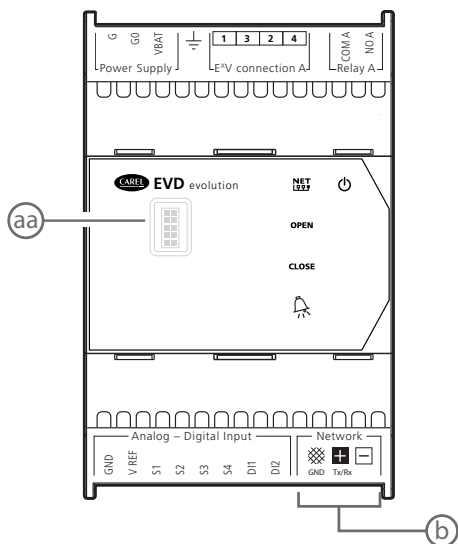 G G0 VBAT 1 3 2 4 COM A NO A
Power Supply EXV connection A Relay A
CAREL EVD evolution NET
aa
OPEN
CLOSE
Analog – Digital Input Network
GND V REF S1 S2 S3 S4 DI1 DI2 GND + Tx/Rx –
b